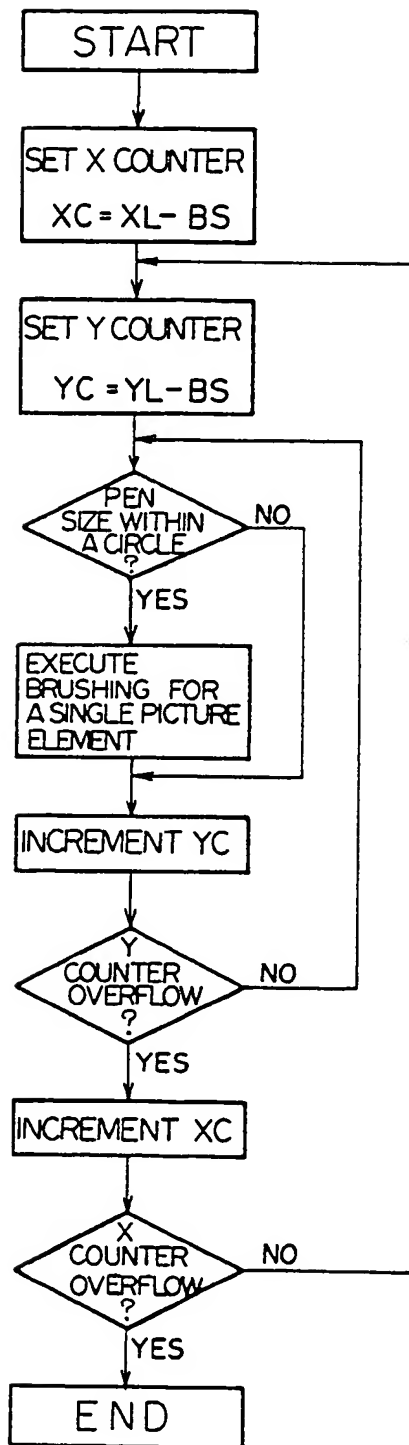 START
SET X COUNTER
XC = XL- BS
SET Y COUNTER
YC = YL-BS
PEN
SIZE WITHIN
A CIRCLE
?
NO
YES
EXECUTE
BRUSHING FOR
A SINGLE PICTURE
ELEMENT
INCREMENT YC
Y
COUNTER
OVERFLOW
?
NO
YES
INCREMENT XC
X
COUNTER
OVERFLOW
?
NO
YES
END